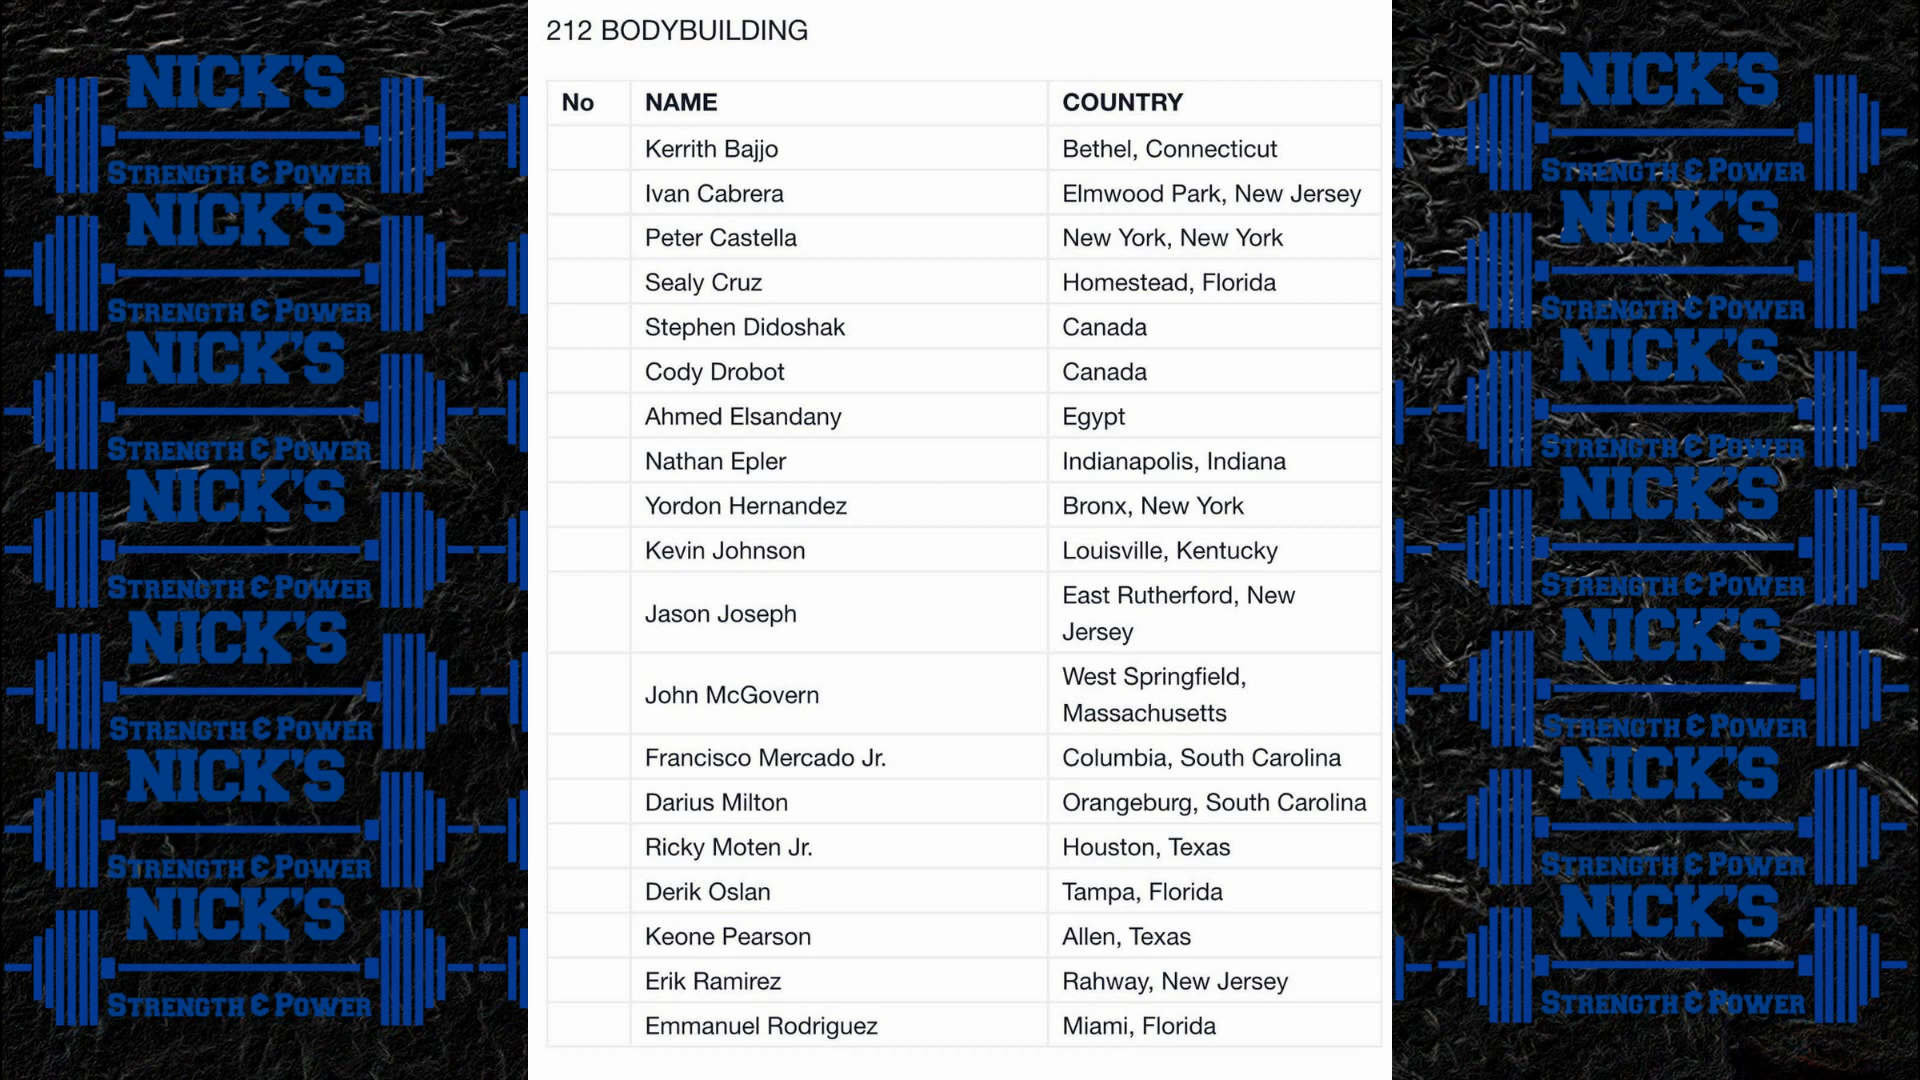 212 BODYBUILDING
No NAME COUNTRY
Kerrith Bajjo Bethel, Connecticut
Ivan Cabrera Elmwood Park, New Jersey
Peter Castella New York, New York
Sealy Cruz Homestead, Florida
Stephen Didoshak Canada
Cody Drobot Canada
Ahmed Elsandany Egypt
Nathan Epler Indianapolis, Indiana
Yordon Hernandez Bronx, New York
Kevin Johnson Louisville, Kentucky
Jason Joseph East Rutherford, New
Jersey
John McGovern West Springfield,
Massachusetts
Francisco Mercado Jr. Columbia, South Carolina
Darius Milton Orangeburg, South Carolina
Ricky Moten Jr. Houston, Texas
Derik Oslan Tampa, Florida
Keone Pearson Allen, Texas
Erik Ramirez Rahway, New Jersey
Emmanuel Rodriguez Miami, Florida
NICK'S
STRENGTH & POWER
NICK'S
STRENGTH & POWER
NICK'S
STRENGTH & POWER
NICK'S
STRENGTH & POWER
NICK'S
STRENGTH & POWER
NICK'S
STRENGTH & POWER
NICK'S
STRENGTH & POWER
NICK'S
STRENGTH & POWER
NICK'S
STRENGTH & POWER
NICK'S
STRENGTH & POWER
NICK'S
STRENGTH & POWER
NICK'S
STRENGTH & POWER
NICK'S
STRENGTH & POWER
NICK'S
STRENGTH & POWER